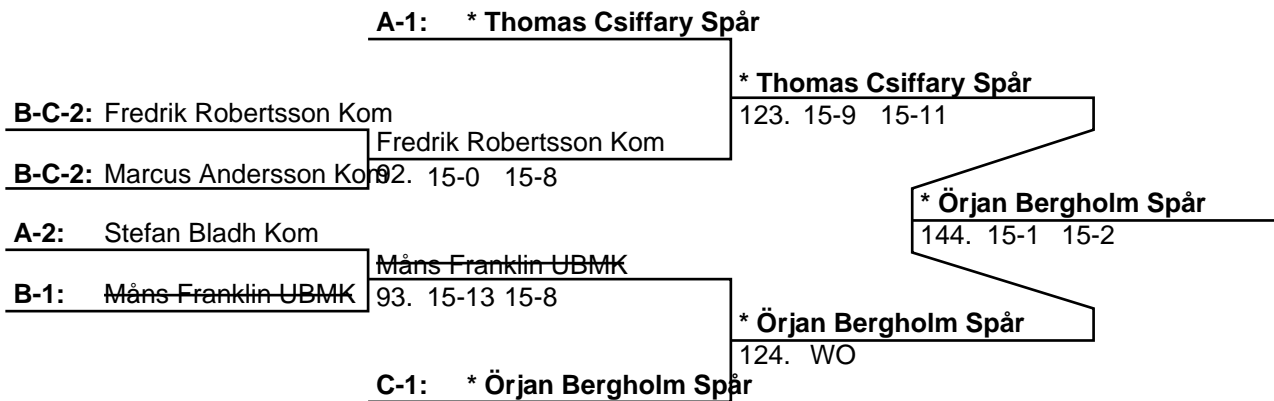 A-1: * Thomas Csiffary Spår
* Thomas Csiffary Spår
123. 15-9 15-11
B-C-2: Fredrik Robertsson Kom
Fredrik Robertsson Kom
B-C-2: Marcus Andersson Kom
92. 15-0 15-8
* Örjan Bergholm Spår
144. 15-1 15-2
A-2: Stefan Bladh Kom
Måns Franklin UBMK
B-1: Måns Franklin UBMK
93. 15-13 15-8
* Örjan Bergholm Spår
124. WO
C-1: * Örjan Bergholm Spår